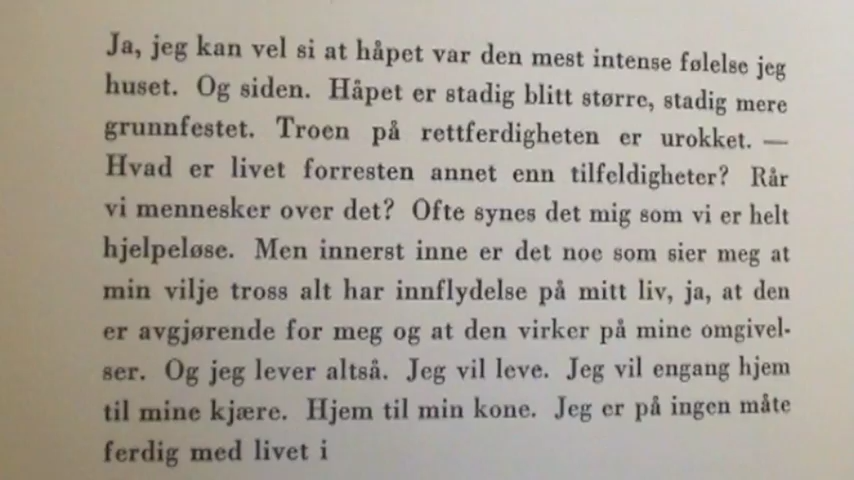 Ja, jeg kan vel si at håpet var den mest intense følelse jeg
huset. Og siden. Håpet er stadig blitt større, stadig mere
grunnfestet. Troen på rettferdigheten er urokket. —
Hvad er livet forresten annet enn tilfeldigheter? Rår
vi mennesker over det? Ofte synes det mig som vi er helt
hjelpeløse. Men innerst inne er det noe som sier meg at
min vilje tross alt har innflydelse på mitt liv, ja, at den
er avgjørende for meg og at den virker på mine omgivel-
ser. Og jeg lever altså. Jeg vil leve. Jeg vil engang hjem
til mine kjære. Hjem til min kone. Jeg er på ingen måte
ferdig med livet i